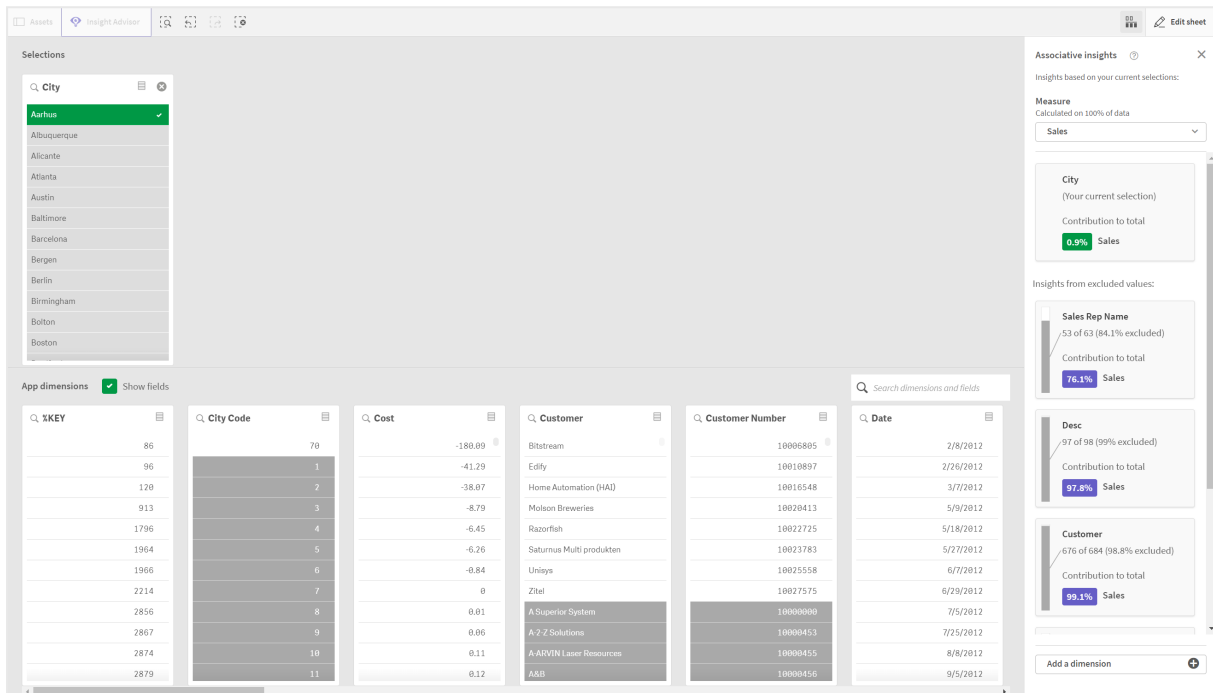 Assets
Insight Advisor
Edit sheet
Selections
City
Aarhus
Albuquerque
Alicante
Atlanta
Austin
Baltimore
Barcelona
Bergen
Berlin
Birmingham
Bolton
Boston
Associative insights
Insights based on your current selections:
Measure
Calculated on 100% of data
Sales
City
(Your current selection)
Contribution to total
0.9% Sales
Insights from excluded values:
Sales Rep Name
53 of 63 (84.1% excluded)
Contribution to total
76.1% Sales
Desc
97 of 98 (99% excluded)
Contribution to total
97.8% Sales
Customer
676 of 684 (98.8% excluded)
Contribution to total
99.1% Sales
Add a dimension
App dimensions
Show fields
Search dimensions and fields
%KEY
86
96
120
913
1796
1964
1966
2214
2856
2867
2874
2879
City Code
70
1
2
3
4
5
6
7
8
9
10
11
Cost
-180.09
-41.29
-38.07
-8.79
-6.45
-6.26
-0.84
0
0.01
0.06
0.11
0.12
Customer
Bitstream
Edify
Home Automation (HAI)
Molson Breweries
Razorfish
Saturnus Multi produkten
Unisys
Zitel
A Superior System
A-2-Z Solutions
A-ARVIN Laser Resources
A&B
Customer Number
10006805
10010897
10016548
10020413
10022725
10023783
10025558
10027575
10000000
10000453
10000455
10000456
Date
2/8/2012
2/26/2012
3/7/2012
5/9/2012
5/18/2012
5/27/2012
6/7/2012
6/29/2012
7/5/2012
7/25/2012
8/8/2012
9/5/2012